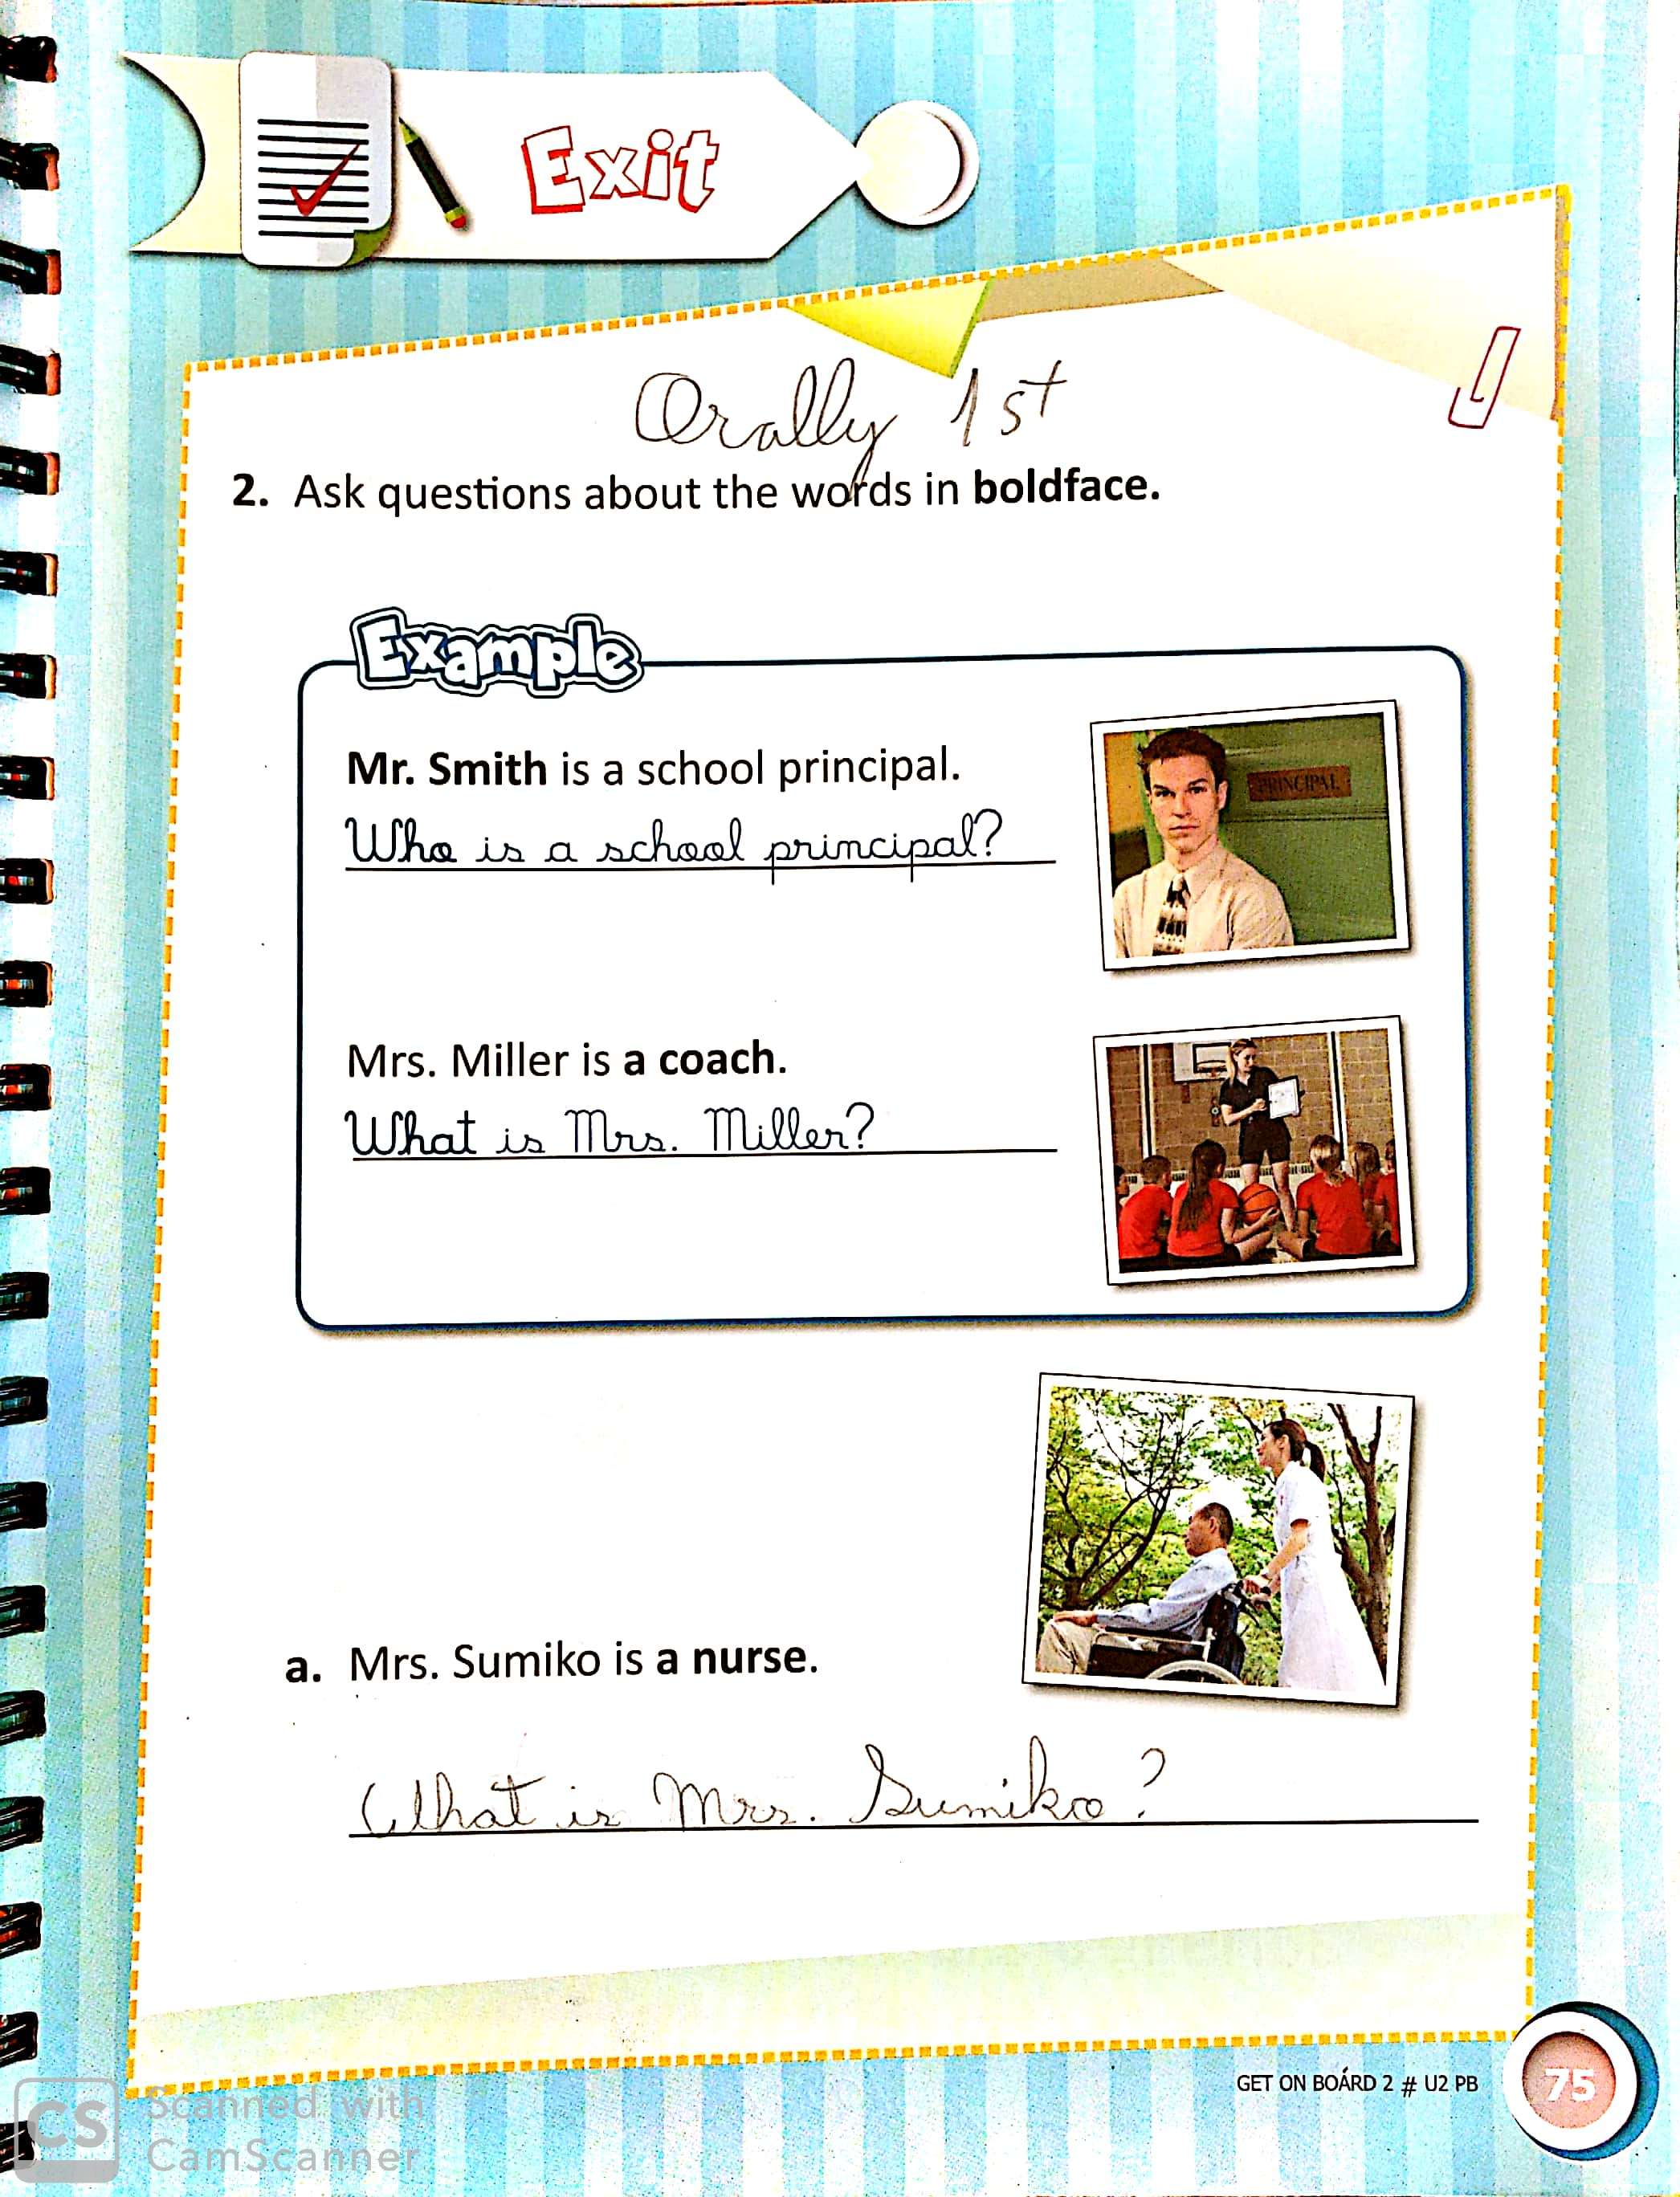 Exit
Orally 1st
2. Ask questions about the words in boldface.
Example
Mr. Smith is a school principal.
PRINCIPAL
Who is a school principal?
Mrs. Miller is a coach.
What is Mrs. Miller?
a. Mrs. Sumiko is a nurse.
What is Mrs. Sumiko?
GET ON BOÁRD 2 # U2 PB
75
CS
Scanned with
CamScanner